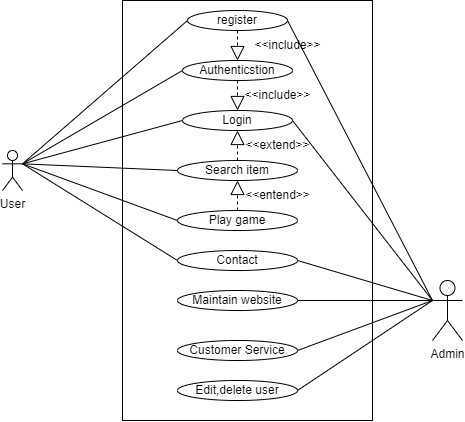 register
<<include>>
Authenticstion
<<include>>
Login
<<extend>>
Search item
<<entend>>
Play game
User
Contact
Maintain website
Customer Service
Admin
Edit,delete user